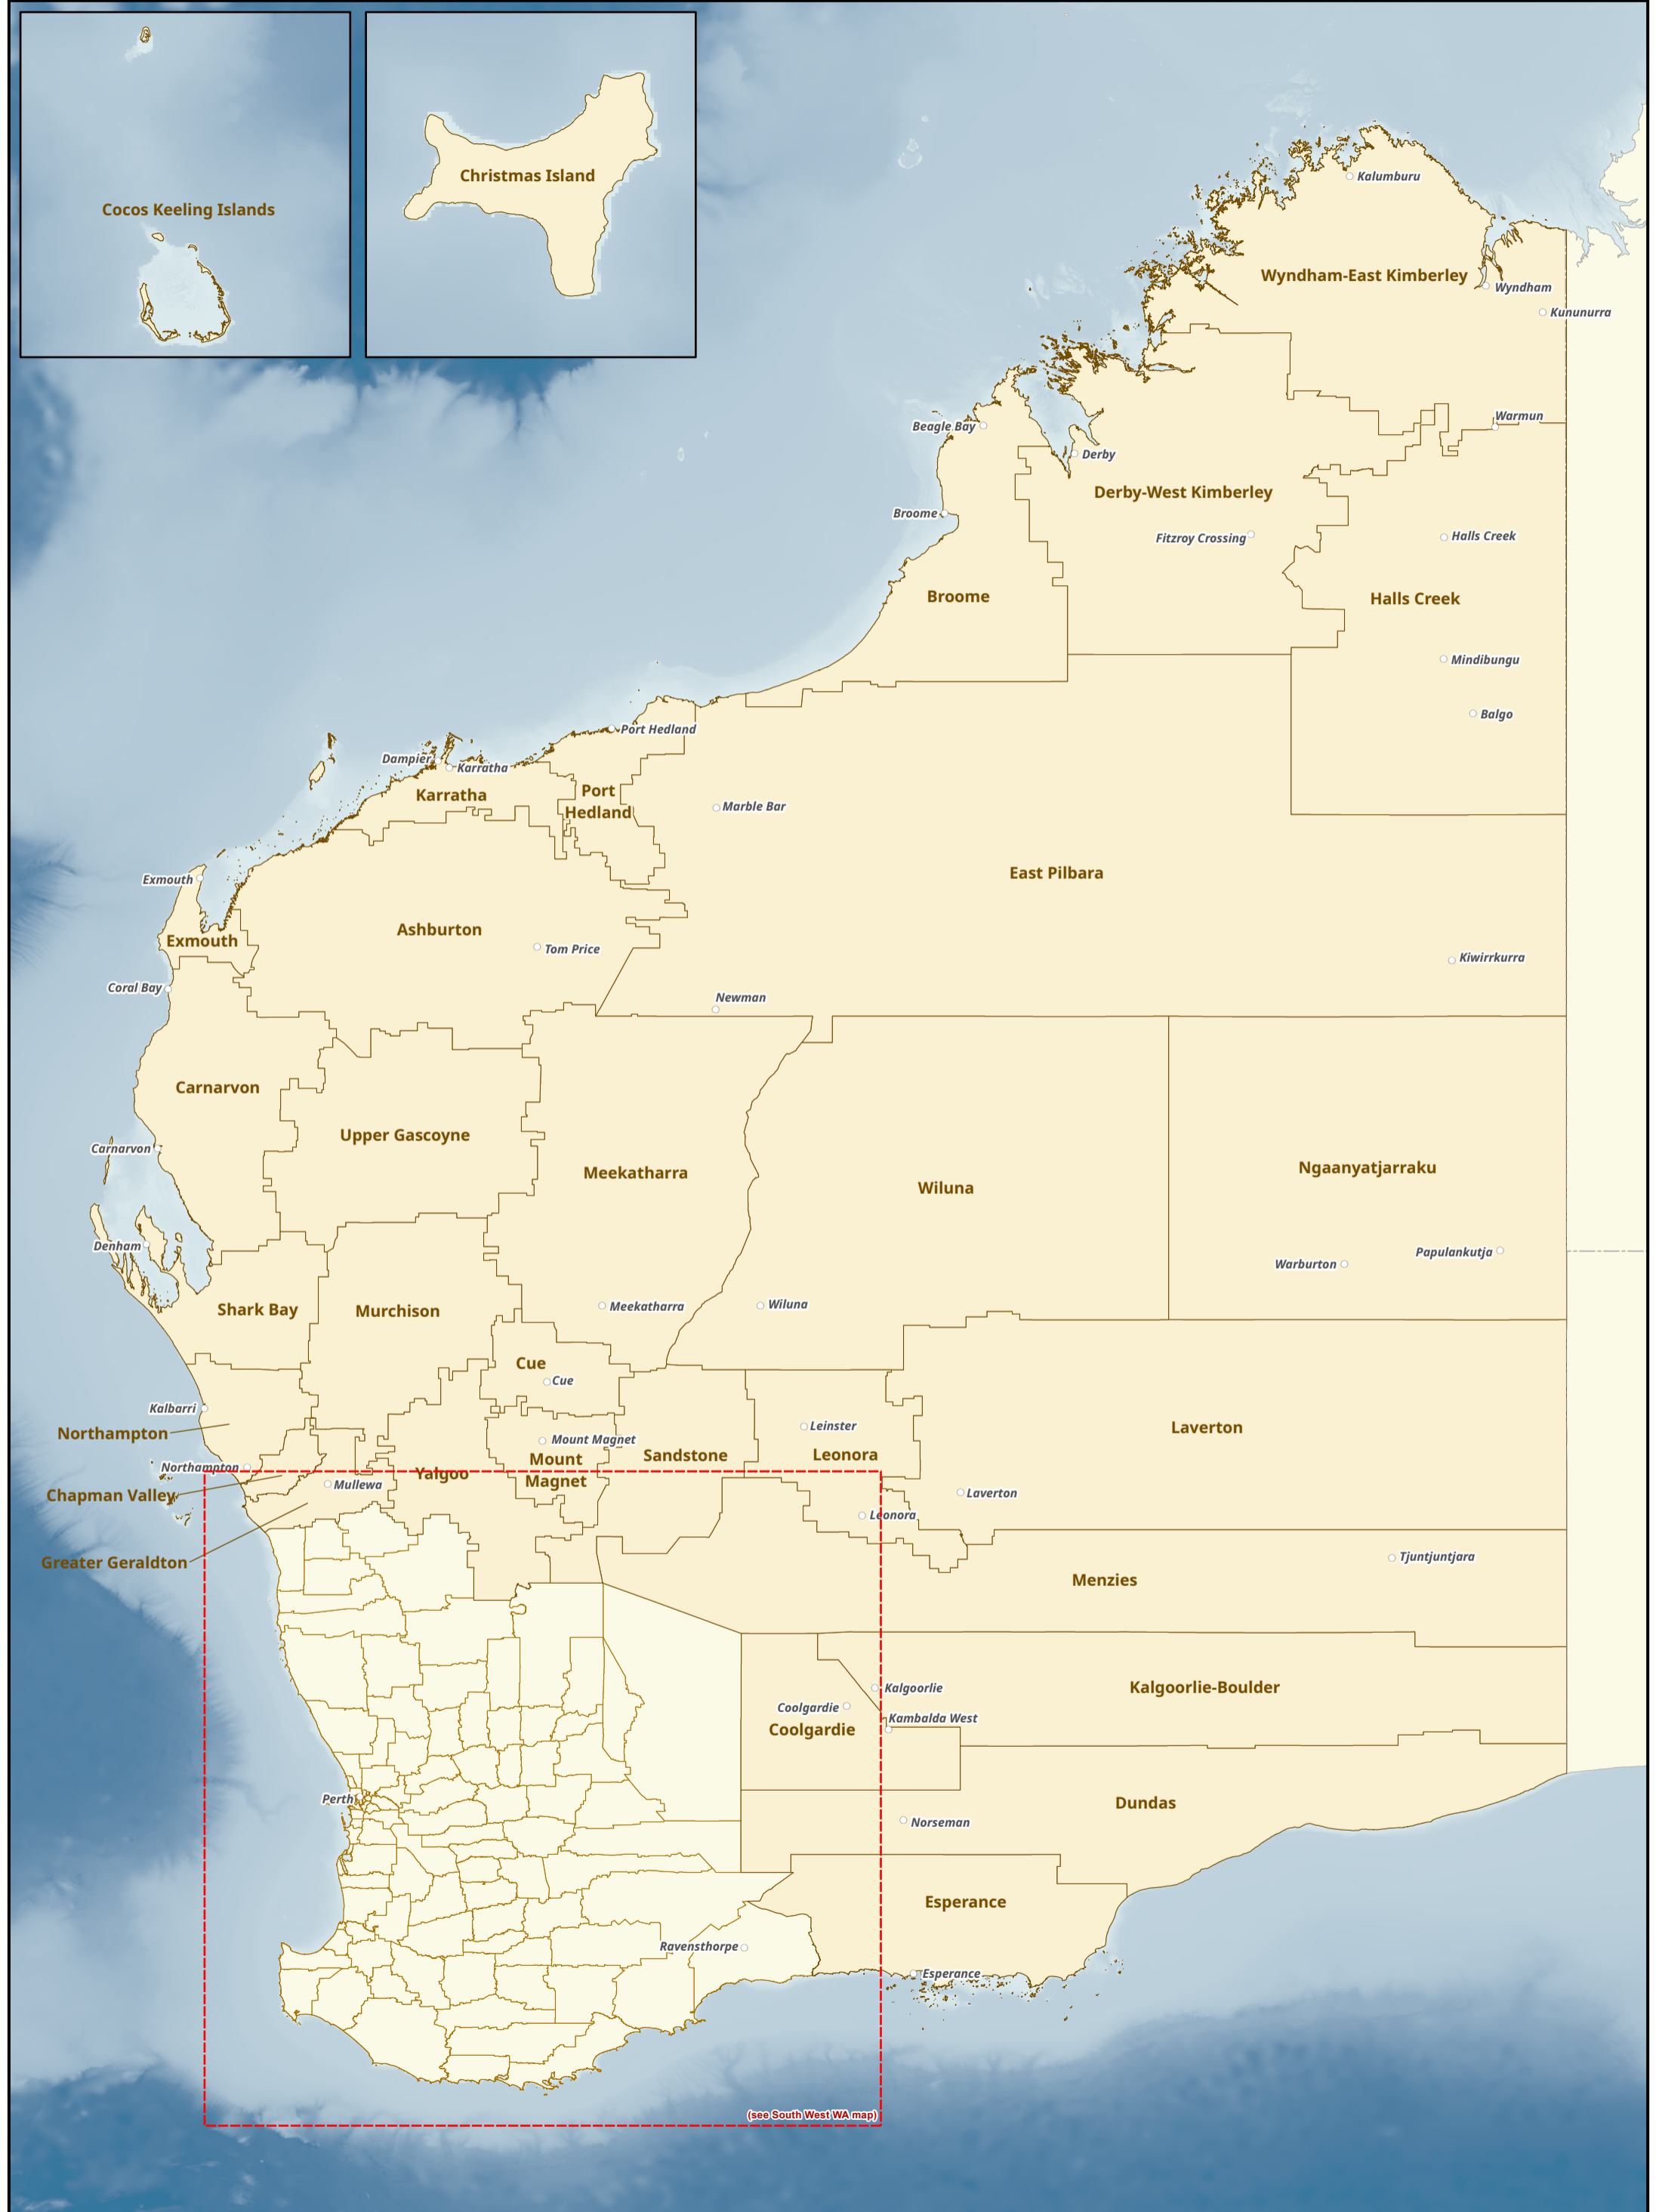 Christmas Island
Kalumburu
Cocos Keeling Islands
Wyndham-East Kimberley
Wyndham
Kununurra
Warmun
Beagle Bay
Derby
Derby-West Kimberley
Broome
Fitzroy Crossing
Halls Creek
Broome
Halls Creek
Mindibungu
Balgo
Port Hedland
Dampier
Karratha
Karratha
Port
Hedland
Marble Bar
East Pilbara
Exmouth
Ashburton
Exmouth
Tom Price
Kiwirrkurra
Coral Bay
Newman
Carnarvon
Upper Gascoyne
Carnarvon
Meekatharra
Wiluna
Ngaanyatjarraku
Denham
Papulankutja
Warburton
Shark Bay
Murchison
Meekatharra
Wiluna
Cue
Cue
Kalbarri
Northampton
Leinster
Laverton
Mount Magnet
Mount
Magnet
Sandstone
Leonora
Northampton
Yalgoo
Mullewa
Chapman Valley
Laverton
Leonora
Greater Geraldton
Tjuntjuntjara
Menzies
Kalgoorlie
Kalgoorlie-Boulder
Coolgardie
Kambalda West
Coolgardie
Perth
Dundas
Norseman
Esperance
Ravensthorpe
Esperance
(see South West WA map)